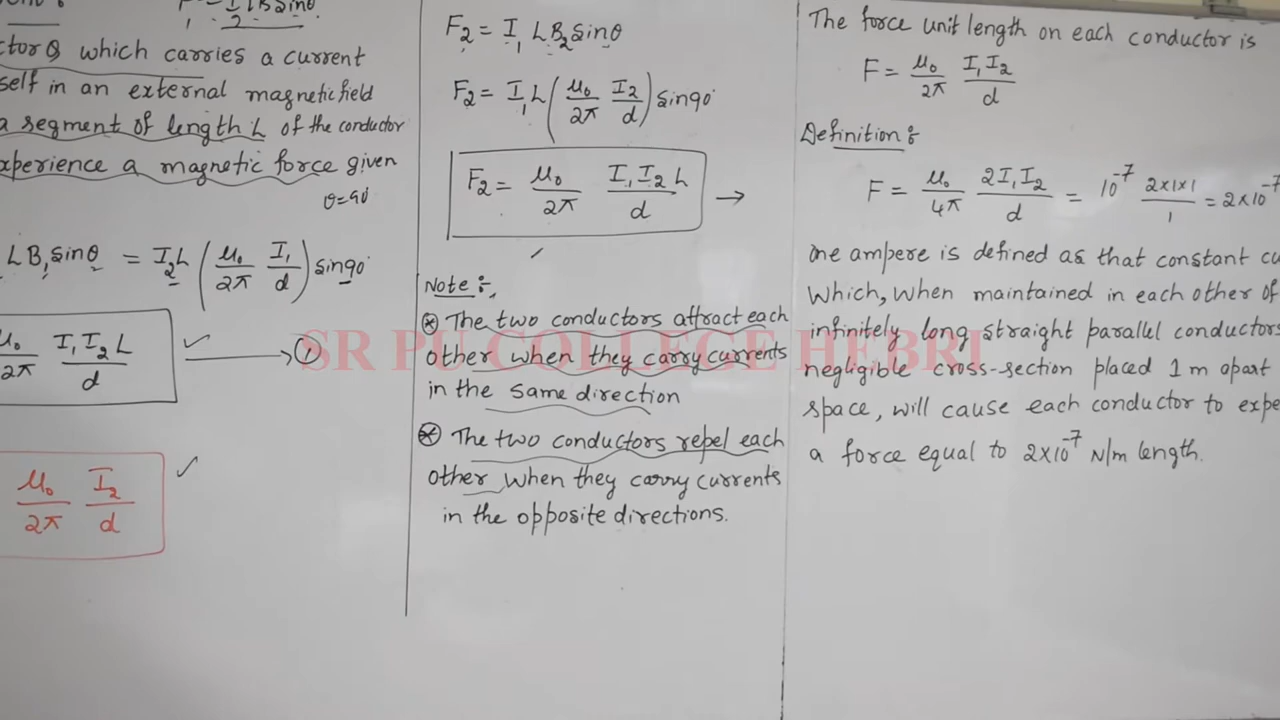 F₁ = I₂ LB sinθ
ctor Q which carries a current
self in an external magnetic field
a segment of length L of the conductor
xperience a magnetic force given
θ=90°
LB₁ sinθ = I₂L (μ₀/2π I₁/d) sin90°
μ₀/2π I₁I₂L/d → ①
μ₀/2π I₂/d
F₂ = I₁ LB₂ sinθ
F₂ = I₁L (μ₀/2π I₂/d) sin90°
F₂ = μ₀/2π I₁I₂L/d →
Note :-
* The two conductors attract each
other when they carry currents
in the same direction
* The two conductors repel each
other when they carry currents
in the opposite directions.
The force unit length on each conductor is
F = μ₀/2π I₁I₂/d
Definition :-
F = μ₀/4π 2I₁I₂/d = 10⁻⁷ 2×1×1/1 = 2×10⁻⁷
one ampere is defined as that constant cu
which, when maintained in each other of
infinitely long straight parallel conductors
negligible cross-section placed 1 m apart
space, will cause each conductor to expe
a force equal to 2×10⁻⁷ N/m length.
SR PU COLLEGE HEBRI